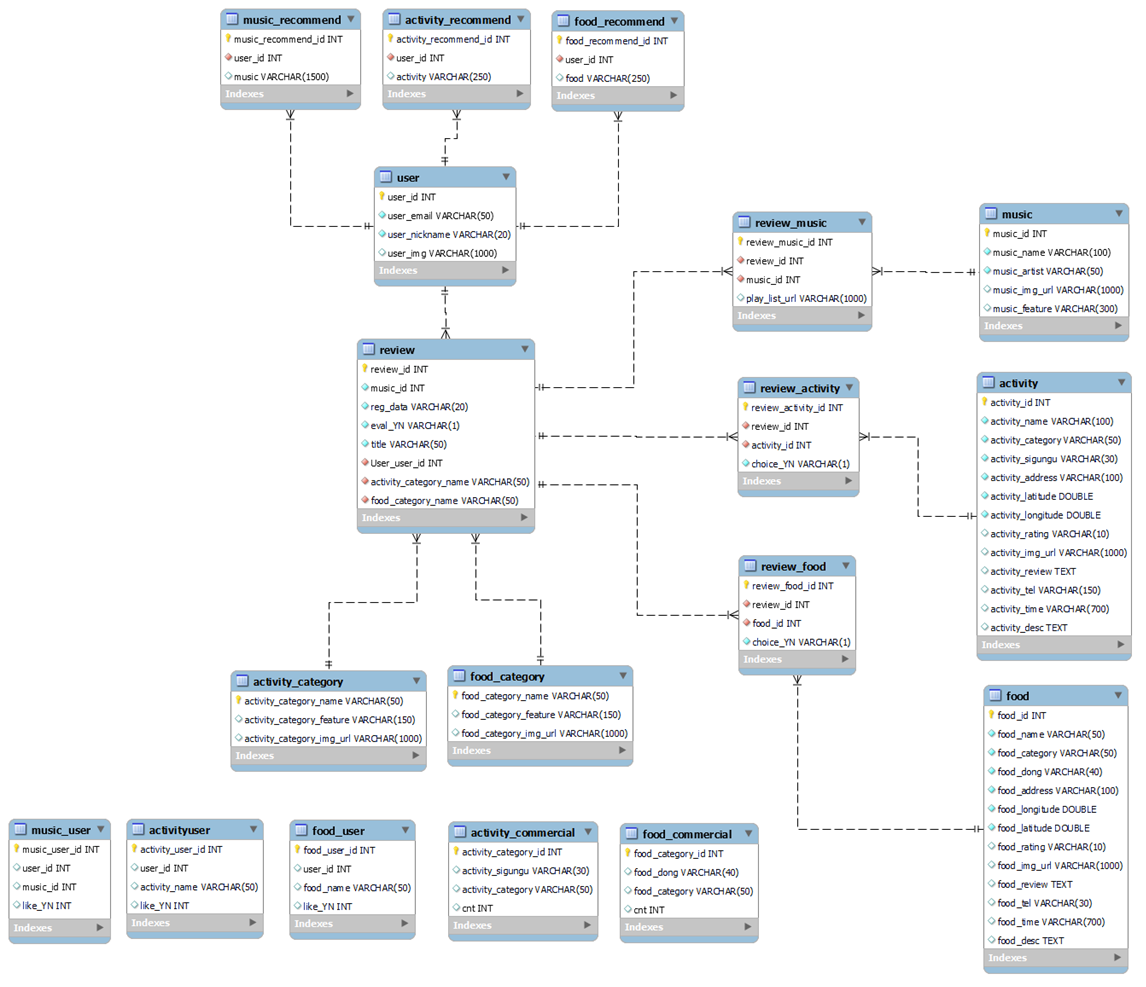 music_recommend
music_recommend_id INT
user_id INT
music VARCHAR(1500)
Indexes
activity_recommend
activity_recommend_id INT
user_id INT
activity VARCHAR(250)
Indexes
food_recommend
food_recommend_id INT
user_id INT
food VARCHAR(250)
Indexes
user
user_id INT
user_email VARCHAR(50)
user_nickname VARCHAR(20)
user_img VARCHAR(1000)
Indexes
review_music
review_music_id INT
review_id INT
music_id INT
play_list_url VARCHAR(1000)
Indexes
music
music_id INT
music_name VARCHAR(100)
music_artist VARCHAR(50)
music_img_url VARCHAR(1000)
music_feature VARCHAR(300)
Indexes
review
review_id INT
music_id INT
reg_data VARCHAR(20)
eval_YN VARCHAR(1)
title VARCHAR(50)
User_user_id INT
activity_category_name VARCHAR(50)
food_category_name VARCHAR(50)
Indexes
review_activity
review_activity_id INT
review_id INT
activity_id INT
choice_YN VARCHAR(1)
Indexes
activity
activity_id INT
activity_name VARCHAR(100)
activity_category VARCHAR(50)
activity_sigungu VARCHAR(30)
activity_address VARCHAR(100)
activity_latitude DOUBLE
activity_longitude DOUBLE
activity_rating VARCHAR(10)
activity_img_url VARCHAR(1000)
activity_review TEXT
activity_tel VARCHAR(150)
activity_time VARCHAR(700)
activity_desc TEXT
Indexes
review_food
review_food_id INT
review_id INT
food_id INT
choice_YN VARCHAR(1)
Indexes
activity_category
activity_category_name VARCHAR(50)
activity_category_feature VARCHAR(150)
activity_category_img_url VARCHAR(1000)
Indexes
food_category
food_category_name VARCHAR(50)
food_category_feature VARCHAR(150)
food_category_img_url VARCHAR(1000)
Indexes
food
food_id INT
food_name VARCHAR(50)
food_category VARCHAR(50)
food_dong VARCHAR(40)
food_address VARCHAR(100)
food_longitude DOUBLE
food_latitude DOUBLE
food_rating VARCHAR(10)
food_img_url VARCHAR(1000)
food_review TEXT
food_tel VARCHAR(30)
food_time VARCHAR(700)
food_desc TEXT
Indexes
music_user
music_user_id INT
user_id INT
music_id INT
like_YN INT
Indexes
activityuser
activity_user_id INT
user_id INT
activity_name VARCHAR(50)
like_YN INT
Indexes
food_user
food_user_id INT
user_id INT
food_name VARCHAR(50)
like_YN INT
Indexes
activity_commercial
activity_category_id INT
activity_sigungu VARCHAR(30)
activity_category VARCHAR(50)
cnt INT
Indexes
food_commercial
food_category_id INT
food_dong VARCHAR(40)
food_category VARCHAR(50)
cnt INT
Indexes